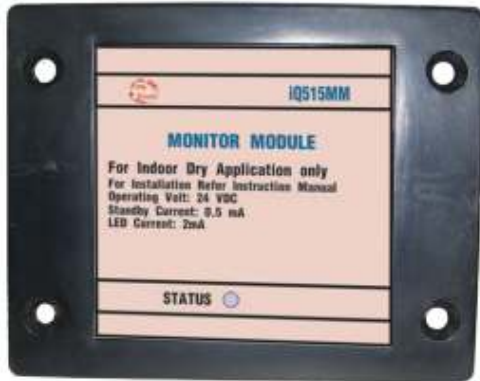 iQ515MM
MONITOR MODULE
For Indoor Dry Application only
For Installation Refer Instruction Manual
Operating Volt: 24 VDC
Standby Current: 0.5 mA
LED Current: 2mA
STATUS